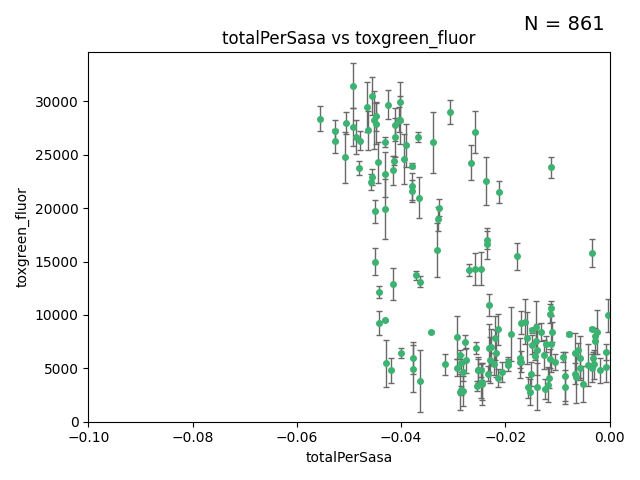 N = 861
totalPerSasa vs toxgreen_fluor
toxgreen_fluor
30000
25000
20000
15000
10000
5000
0
−0.10 −0.08 −0.06 −0.04 −0.02 0.00
totalPerSasa